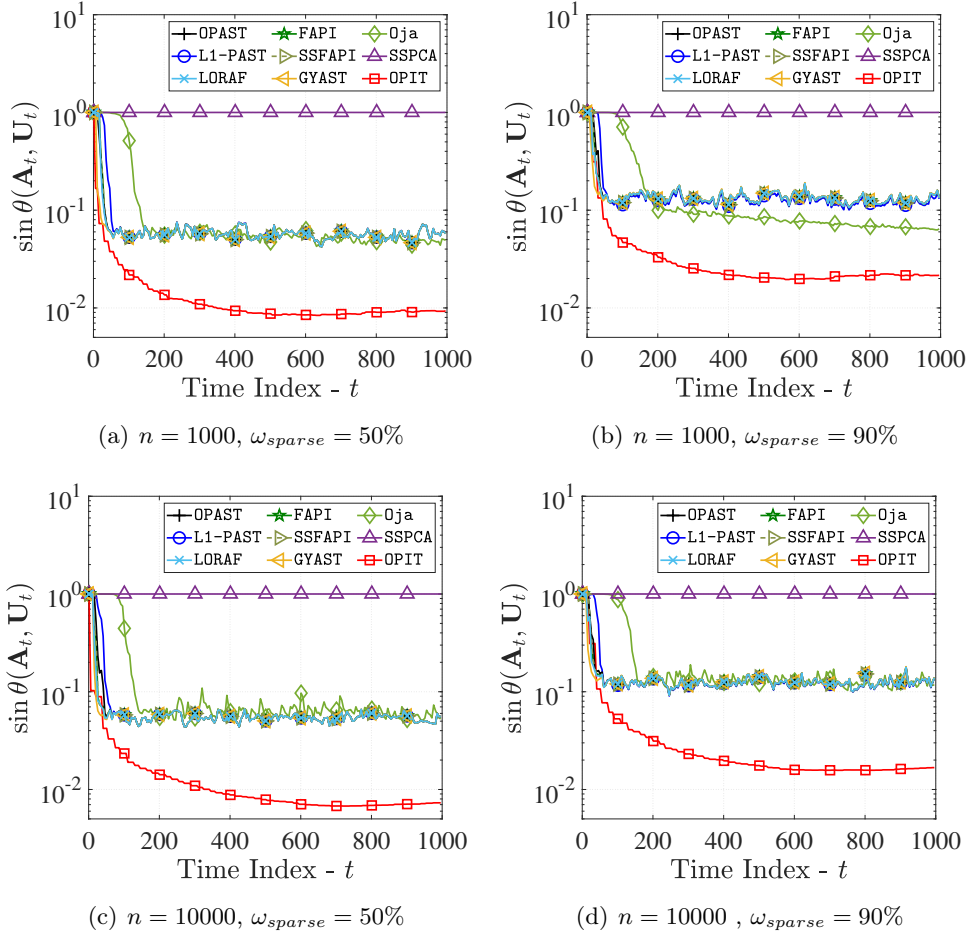 10^1
10^0
10^-1
10^-2
sin θ(A_t, U_t)
OPAST FAPI Oja
L1-PAST SSFAPI SSPCA
LORAF GYAST OPIT
0 200 400 600 800 1000
Time Index - t
(a) n = 1000, ω_sparse = 50%
10^1
10^0
10^-1
10^-2
sin θ(A_t, U_t)
OPAST FAPI Oja
L1-PAST SSFAPI SSPCA
LORAF GYAST OPIT
0 200 400 600 800 1000
Time Index - t
(b) n = 1000, ω_sparse = 90%
10^1
10^0
10^-1
10^-2
sin θ(A_t, U_t)
OPAST FAPI Oja
L1-PAST SSFAPI SSPCA
LORAF GYAST OPIT
0 200 400 600 800 1000
Time Index - t
(c) n = 10000, ω_sparse = 50%
10^1
10^0
10^-1
10^-2
sin θ(A_t, U_t)
OPAST FAPI Oja
L1-PAST SSFAPI SSPCA
LORAF GYAST OPIT
0 200 400 600 800 1000
Time Index - t
(d) n = 10000 , ω_sparse = 90%